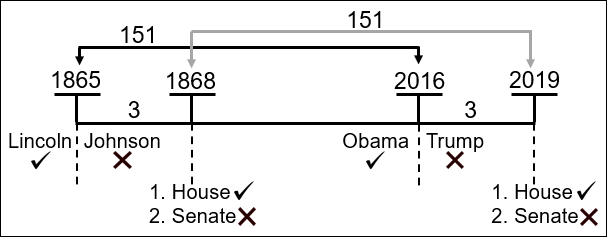 151
151
1865 1868 2016 2019
3 3
Lincoln Johnson Obama Trump
1. House 1. House
2. Senate 2. Senate